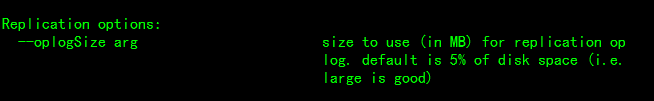 Replication options:
--oplogSize arg size to use (in MB) for replication op
log. default is 5% of disk space (i.e.
large is good)